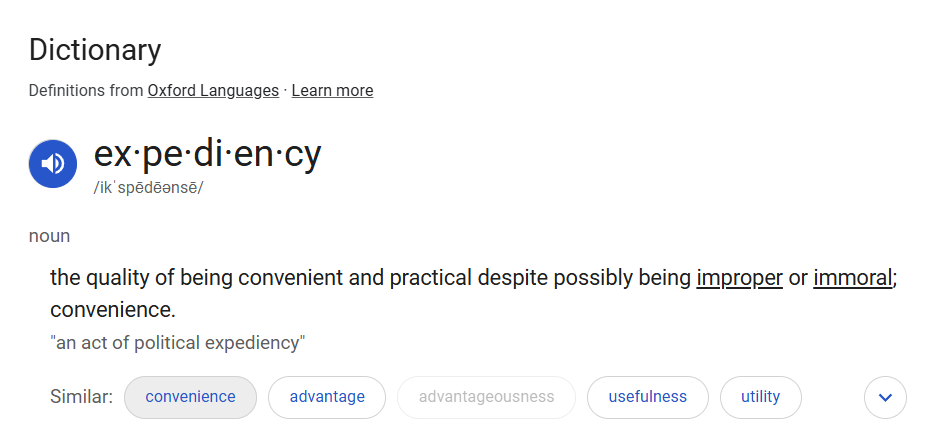 Dictionary
Definitions from Oxford Languages · Learn more
ex·pe·di·en·cy
/ikˈspēdēənsē/
noun
the quality of being convenient and practical despite possibly being improper or immoral;
convenience.
"an act of political expediency"
Similar: convenience advantage advantageousness usefulness utility